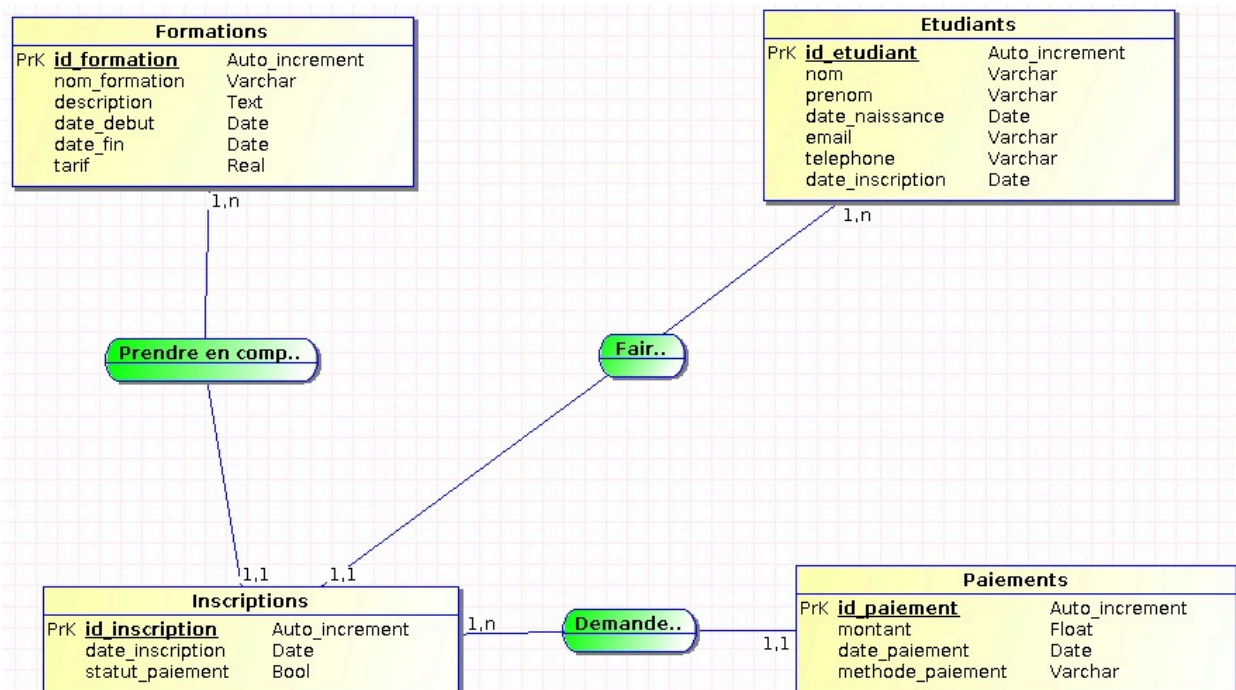 Formations
PrK id_formation Auto_increment
nom_formation Varchar
description Text
date_debut Date
date_fin Date
tarif Real
1,n
Etudiants
PrK id_etudiant Auto_increment
nom Varchar
prenom Varchar
date_naissance Date
email Varchar
telephone Varchar
date_inscription Date
1,n
Prendre en comp..
Fair..
1,1
1,1
Inscriptions
PrK id_inscription Auto_increment
date_inscription Date
statut_paiement Bool
1,n
Demande..
1,1
Paiements
PrK id_paiement Auto_increment
montant Float
date_paiement Date
methode_paiement Varchar